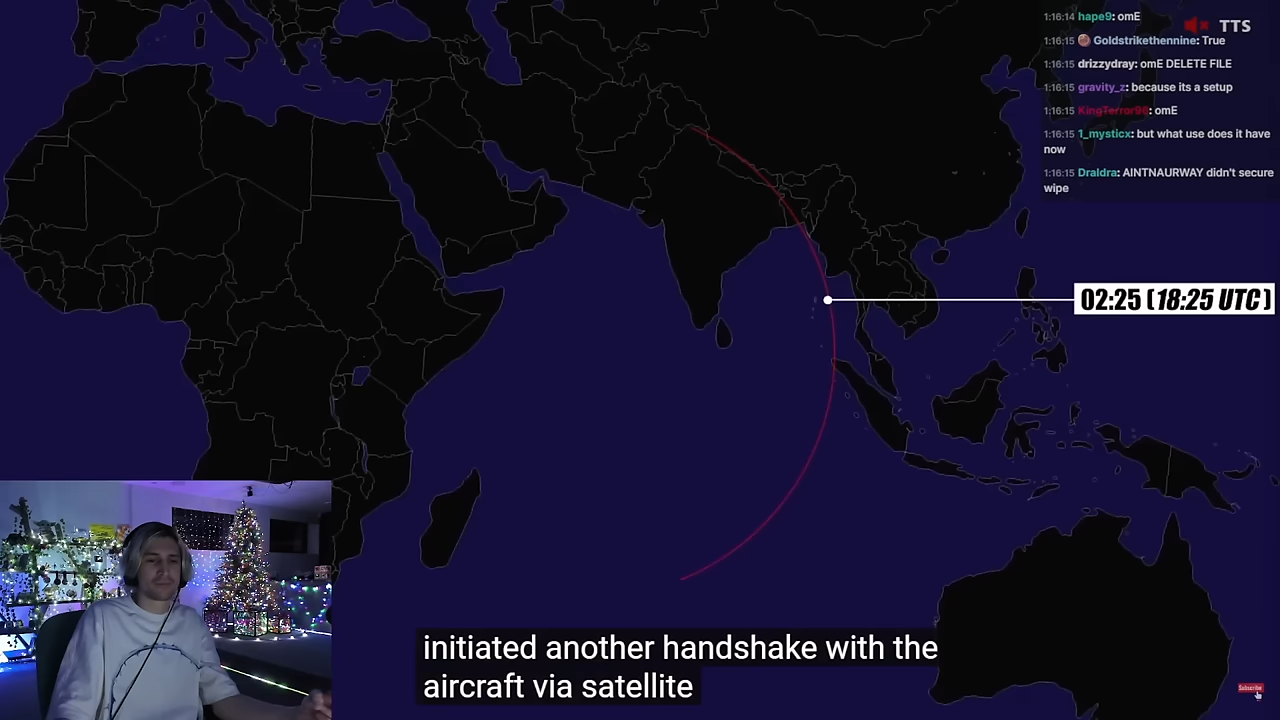 1:16:14 hape9: omE
TTS
1:16:15 Goldstrikethennine: True
1:16:15 drizzydray: omE DELETE FILE
1:16:15 gravity_z: because its a setup
1:16:15 KingTerror96: omE
1:16:15 1_mysticx: but what use does it have
now
1:16:15 Draldra: AINTNAURWAY didn't secure
wipe
02:25 (18:25 UTC)
initiated another handshake with the
aircraft via satellite
Subscribe